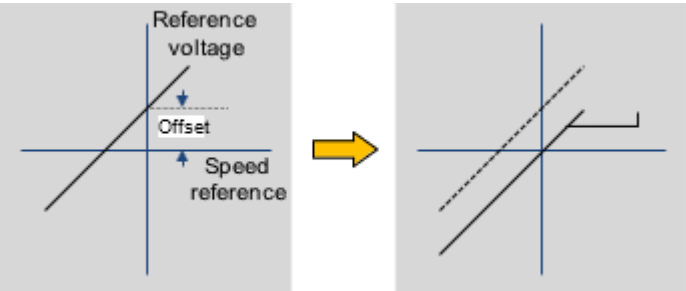 Reference
voltage
Offset
Speed
reference